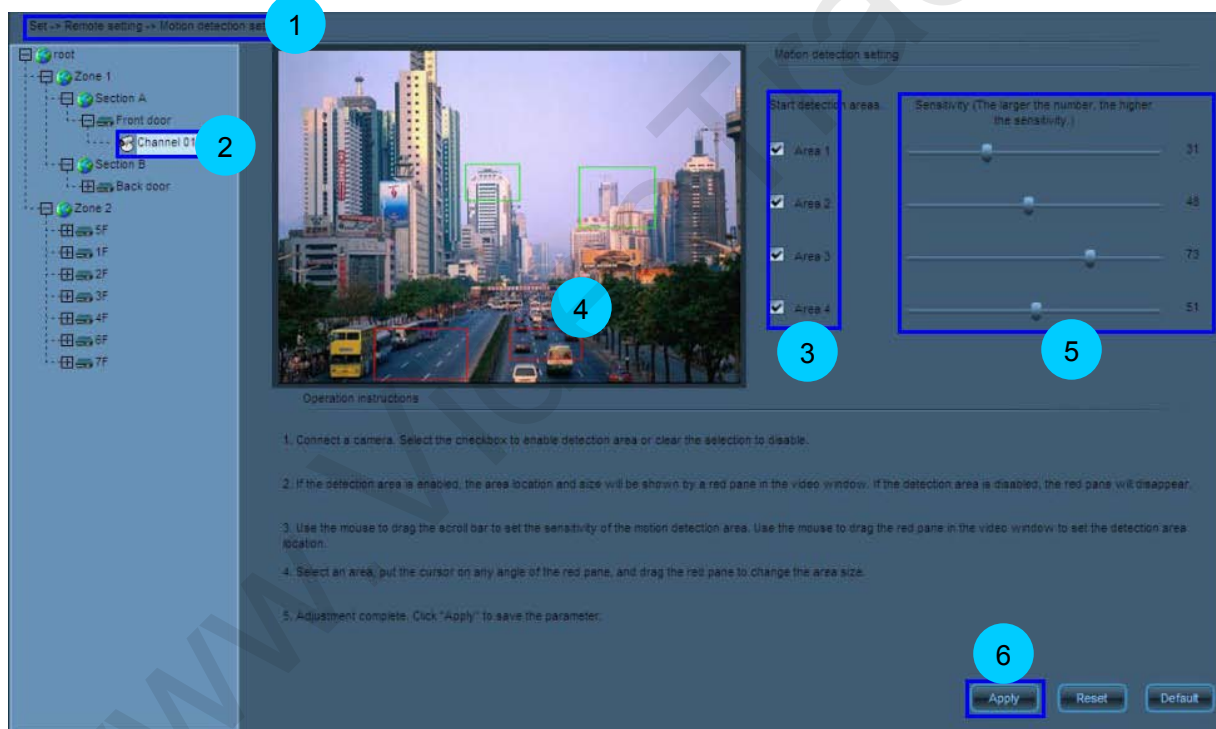 Set -> Remote setting -> Motion detection set
1
root
Zone 1
Section A
Front door
Channel 01
2
Section B
Back door
Zone 2
5F
1F
2F
3F
4F
6F
7F
4
Motion detection setting
Start detection areas.
Sensitivity (The larger the number, the higher
the sensitivity.)
Area 1
31
Area 2
48
Area 3
73
Area 4
51
3
5
Operation instructions
1. Connect a camera. Select the checkbox to enable detection area or clear the selection to disable.
2. If the detection area is enabled, the area location and size will be shown by a red pane in the video window. If the detection area is disabled, the red pane will disappear.
3. Use the mouse to drag the scroll bar to set the sensitivity of the motion detection area. Use the mouse to drag the red pane in the video window to set the detection area
location.
4. Select an area, put the cursor on any angle of the red pane, and drag the red pane to change the area size.
5. Adjustment complete. Click "Apply" to save the parameter.
6
Apply
Reset
Default